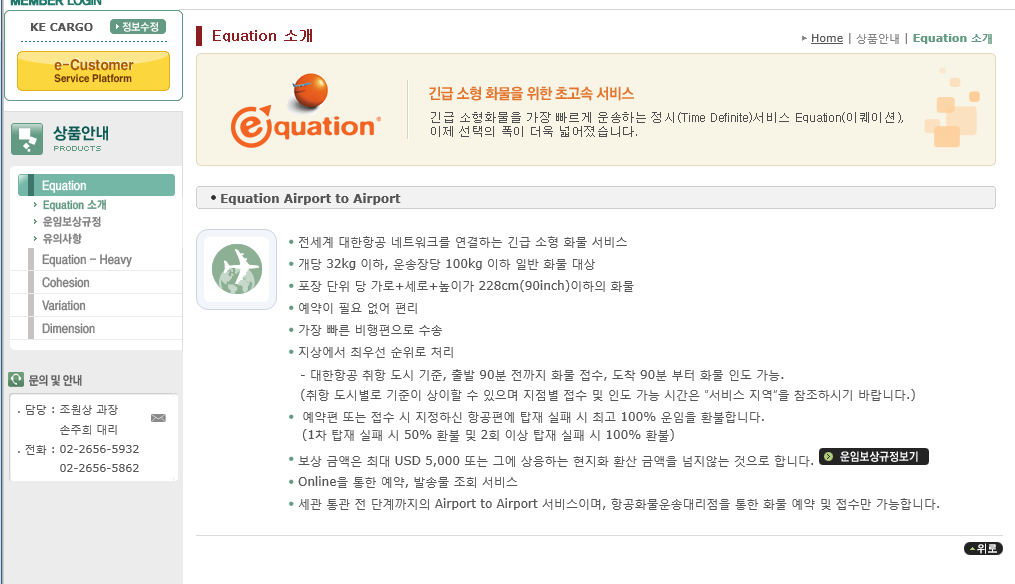 MEMBER LOGIN
KE CARGO 정보수정
e-Customer
Service Platform
상품안내
PRODUCTS
Equation
Equation 소개
운임보상규정
유의사항
Equation - Heavy
Cohesion
Variation
Dimension
문의 및 안내
. 담당 : 조원상 과장
손주희 대리
. 전화 : 02-2656-5932
02-2656-5862
Equation 소개
Home | 상품안내 | Equation 소개
equation®
긴급 소형 화물을 위한 초고속 서비스
긴급 소형화물을 가장 빠르게 운송하는 정시(Time Definite)서비스 Equation(이퀘이션),
이제 선택의 폭이 더욱 넓어졌습니다.
• Equation Airport to Airport
• 전세계 대한항공 네트워크를 연결하는 긴급 소형 화물 서비스
• 개당 32kg 이하, 운송장당 100kg 이하 일반 화물 대상
• 포장 단위 당 가로+세로+높이가 228cm(90inch)이하의 화물
• 예약이 필요 없어 편리
• 가장 빠른 비행편으로 수송
• 지상에서 최우선 순위로 처리
- 대한항공 취항 도시 기준, 출발 90분 전까지 화물 접수, 도착 90분 부터 화물 인도 가능.
(취항 도시별로 기준이 상이할 수 있으며 지점별 접수 및 인도 가능 시간은 "서비스 지역"을 참조하시기 바랍니다.)
• 예약편 또는 접수 시 지정하신 항공편에 탑재 실패 시 최고 100% 운임을 환불합니다.
(1차 탑재 실패 시 50% 환불 및 2회 이상 탑재 실패 시 100% 환불)
• 보상 금액은 최대 USD 5,000 또는 그에 상응하는 현지화 환산 금액을 넘지않는 것으로 합니다. 운임보상규정보기
• Online을 통한 예약, 발송물 조회 서비스
• 세관 통관 전 단계까지의 Airport to Airport 서비스이며, 항공화물운송대리점을 통한 화물 예약 및 접수만 가능합니다.
위로